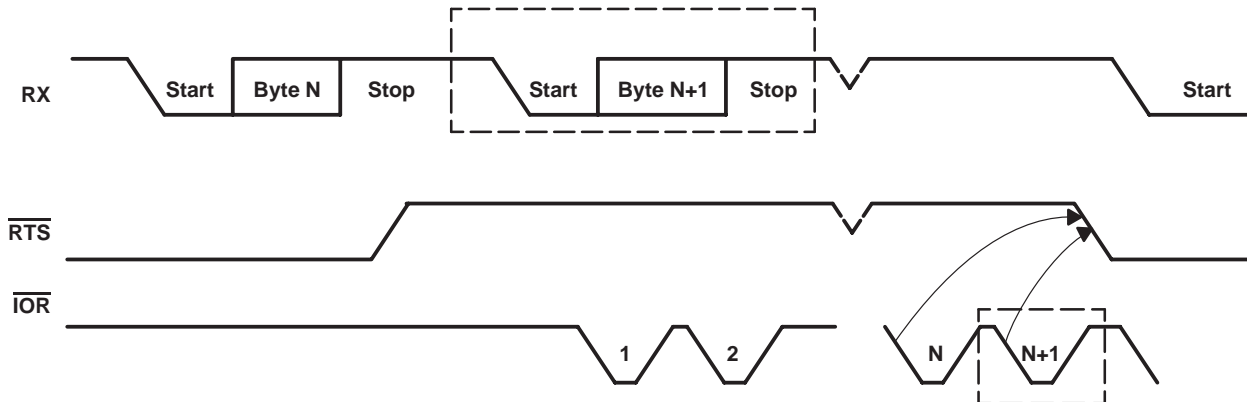 RX
Start
Byte N
Stop
Start
Byte N+1
Stop
Start
RTS
IOR
1
2
N
N+1